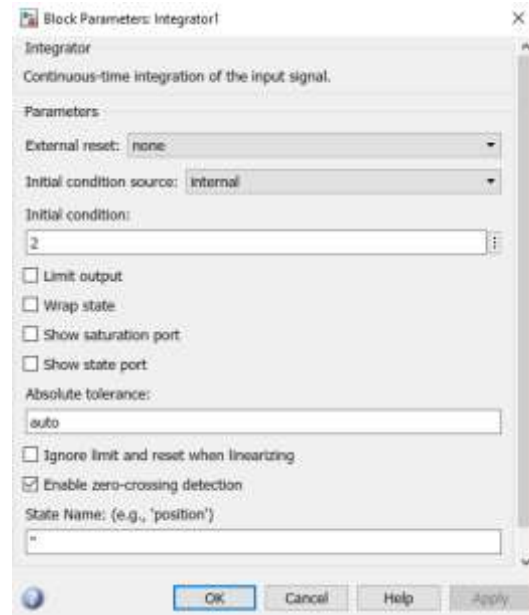 Block Parameters: Integrator1
Integrator
Continuous-time integration of the input signal.
Parameters
External reset: none
Initial condition source: internal
Initial condition:
2
Limit output
Wrap state
Show saturation port
Show state port
Absolute tolerance:
auto
Ignore limit and reset when linearizing
Enable zero-crossing detection
State Name: (e.g., 'position')
''
OK Cancel Help Apply